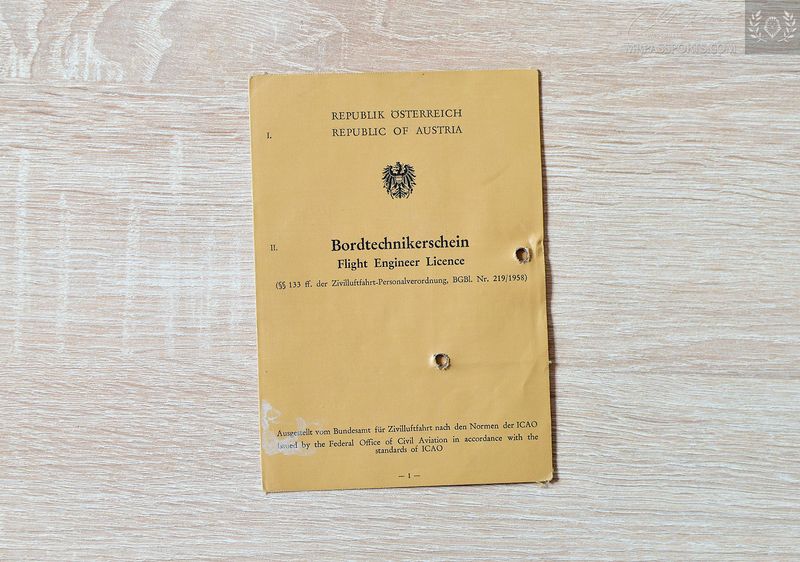 MRPASSPORTS.COM
REPUBLIK ÖSTERREICH
I.
REPUBLIC OF AUSTRIA
II.
Bordtechnikerschein
Flight Engineer Licence
(§§ 133 ff. der Zivilluftfahrt-Personalverordnung, BGBl. Nr. 219/1958)
Ausgestellt vom Bundesamt für Zivilluftfahrt nach den Normen der ICAO
Issued by the Federal Office of Civil Aviation in accordance with the
standards of ICAO
— 1 —